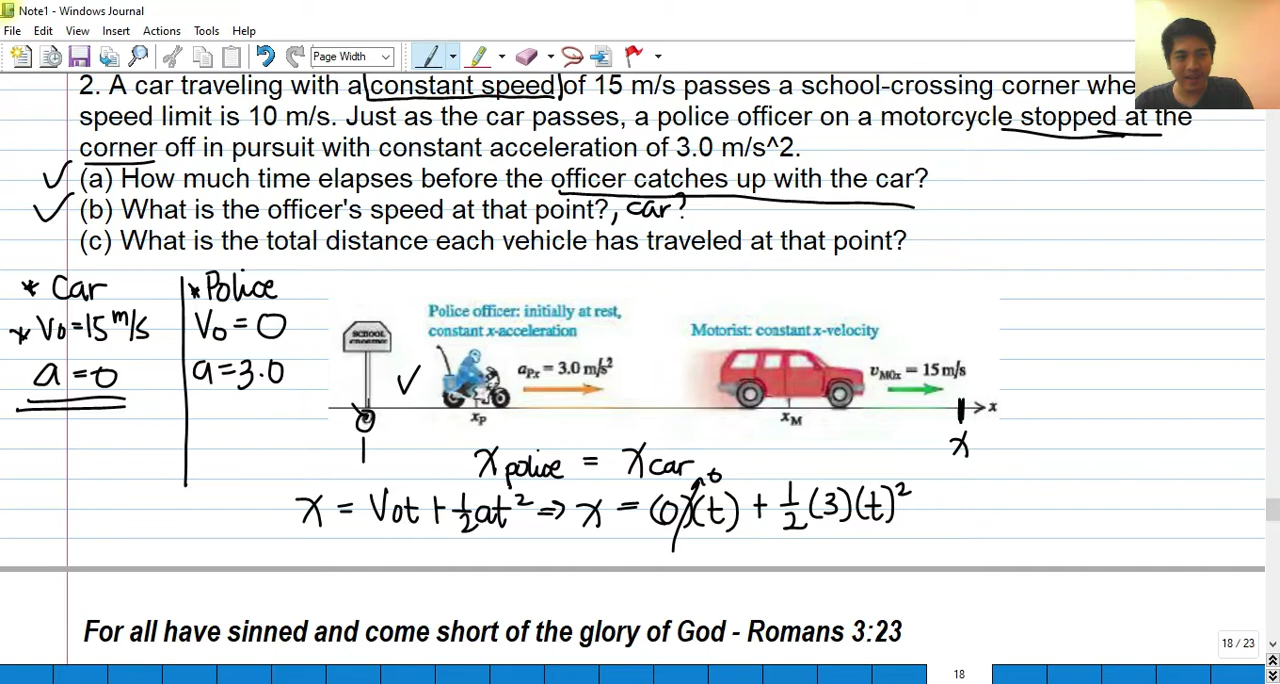 Note1 - Windows Journal
File Edit View Insert Actions Tools Help
Page Width
2. A car traveling with a constant speed of 15 m/s passes a school-crossing corner whe
speed limit is 10 m/s. Just as the car passes, a police officer on a motorcycle stopped at the
corner off in pursuit with constant acceleration of 3.0 m/s^2.
(a) How much time elapses before the officer catches up with the car?
(b) What is the officer's speed at that point?, car?
(c) What is the total distance each vehicle has traveled at that point?
* Car
* Vo = 15 m/s
a = 0
* Police
Vo = 0
a = 3.0
SCHOOL
Police officer: initially at rest,
constant x-acceleration
aPx = 3.0 m/s²
xP
Motorist: constant x-velocity
vM0x = 15 m/s
xM
x
x
x police = x car
x = Vot + 1/2 at² => x = (0)(t) + 1/2 (3)(t)²
0
For all have sinned and come short of the glory of God - Romans 3:23
18 / 23
18